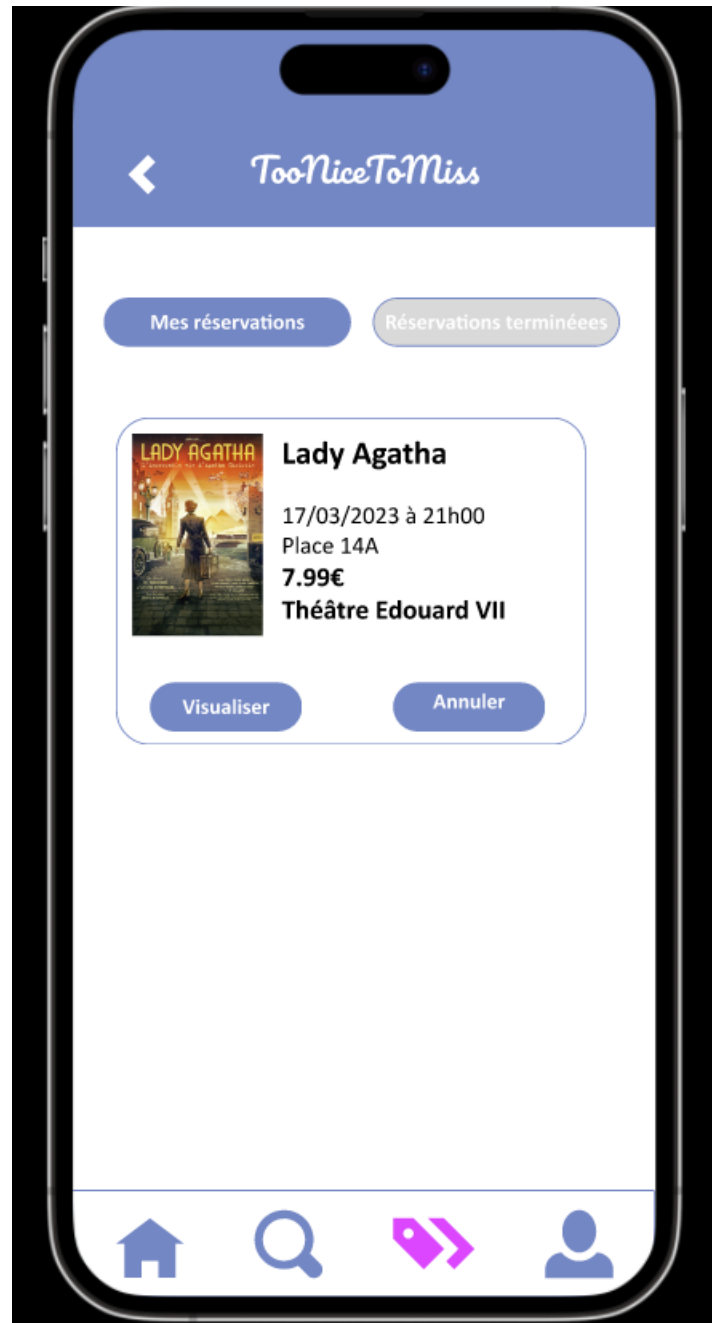 TooNiceToMiss
Mes réservations
Réservations terminéees
LADY AGATHA
Lady Agatha
17/03/2023 à 21h00
Place 14A
7.99€
Théâtre Edouard VII
Visualiser
Annuler